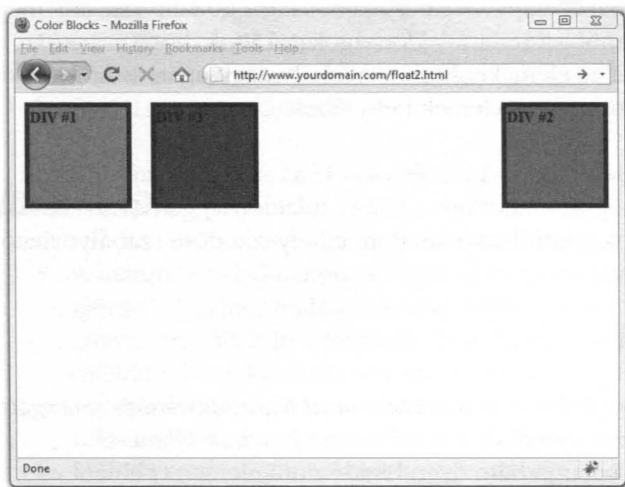 Color Blocks - Mozilla Firefox
File Edit View History Bookmarks Tools Help
http://www.yourdomain.com/float2.html
DIV #1 DIV #3 DIV #2
Done